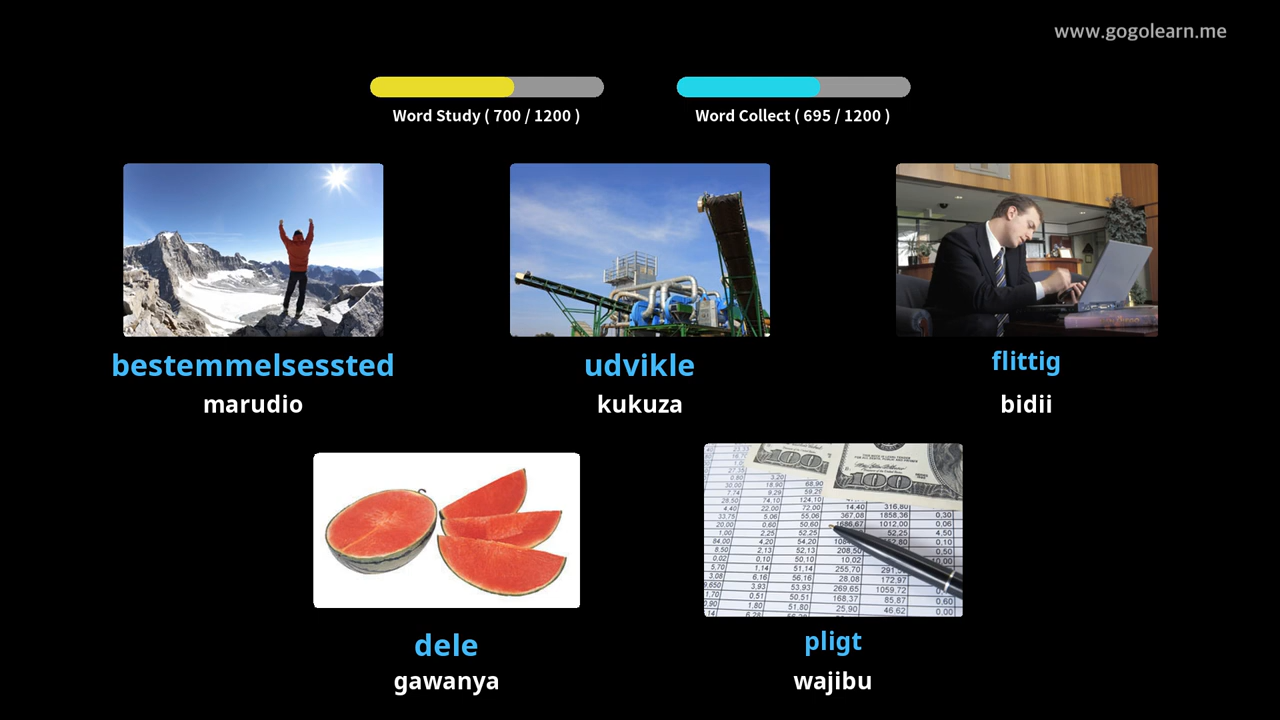 www.gogolearn.me
Word Study ( 700 / 1200 )
Word Collect ( 695 / 1200 )
bestemmelsessted
udvikle
flittig
marudio
kukuza
bidii
dele
pligt
gawanya
wajibu